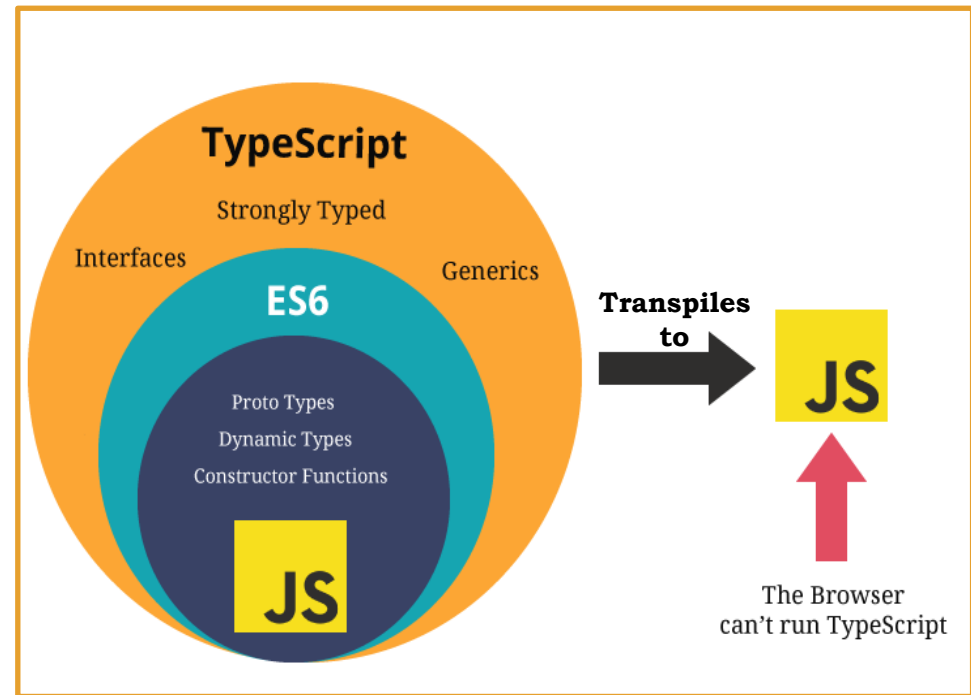 TypeScript
Strongly Typed
Interfaces
Generics
ES6
Proto Types
Dynamic Types
Constructor Functions
JS
Transpiles
to
JS
The Browser
can't run TypeScript